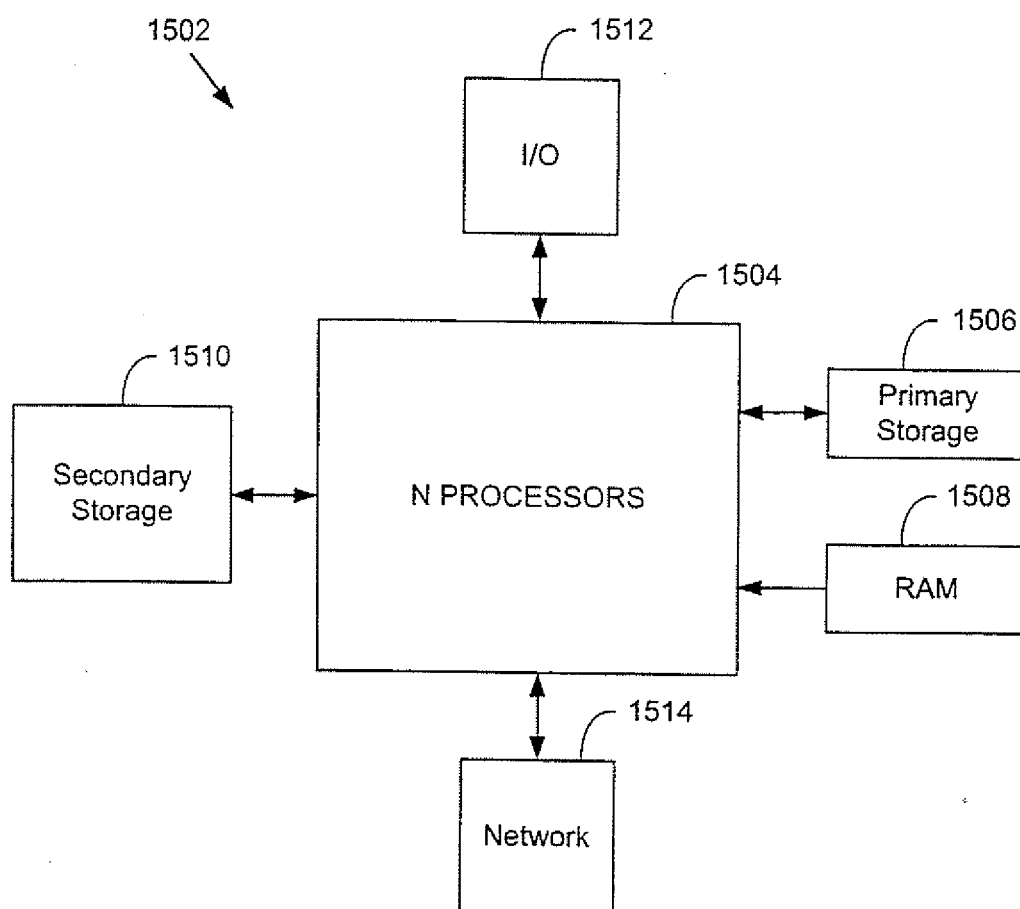 1502
1512
I/O
1504
1506
Primary
Storage
1510
Secondary
Storage
N PROCESSORS
1508
RAM
1514
Network